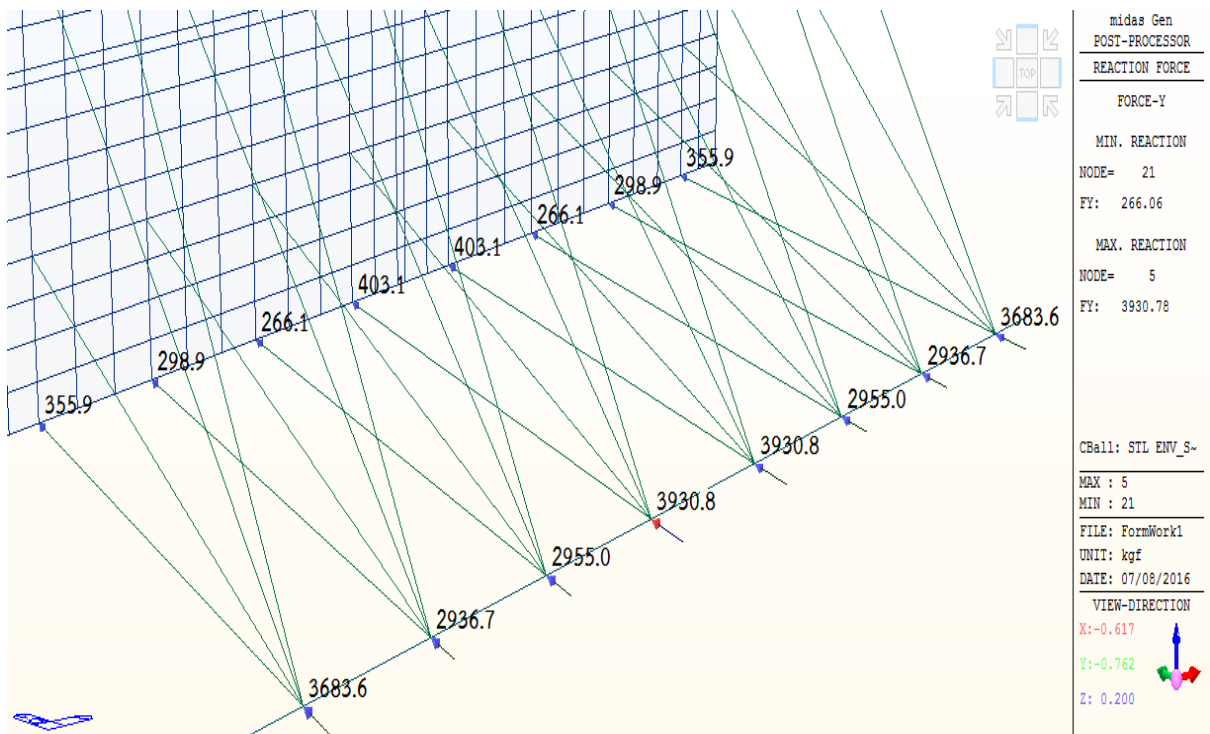 midas Gen
POST-PROCESSOR
REACTION FORCE
FORCE-Y
MIN. REACTION
NODE= 21
FY: 266.06
MAX. REACTION
NODE= 5
FY: 3930.78
CBall: STL ENV_S~
MAX : 5
MIN : 21
FILE: FormWork1
UNIT: kgf
DATE: 07/08/2016
VIEW-DIRECTION
X:-0.617
Y:-0.762
Z: 0.200
TOP
355.9
298.9
266.1
403.1
403.1
266.1
298.9
355.9
3683.6
2936.7
2955.0
3930.8
3930.8
2955.0
2936.7
3683.6